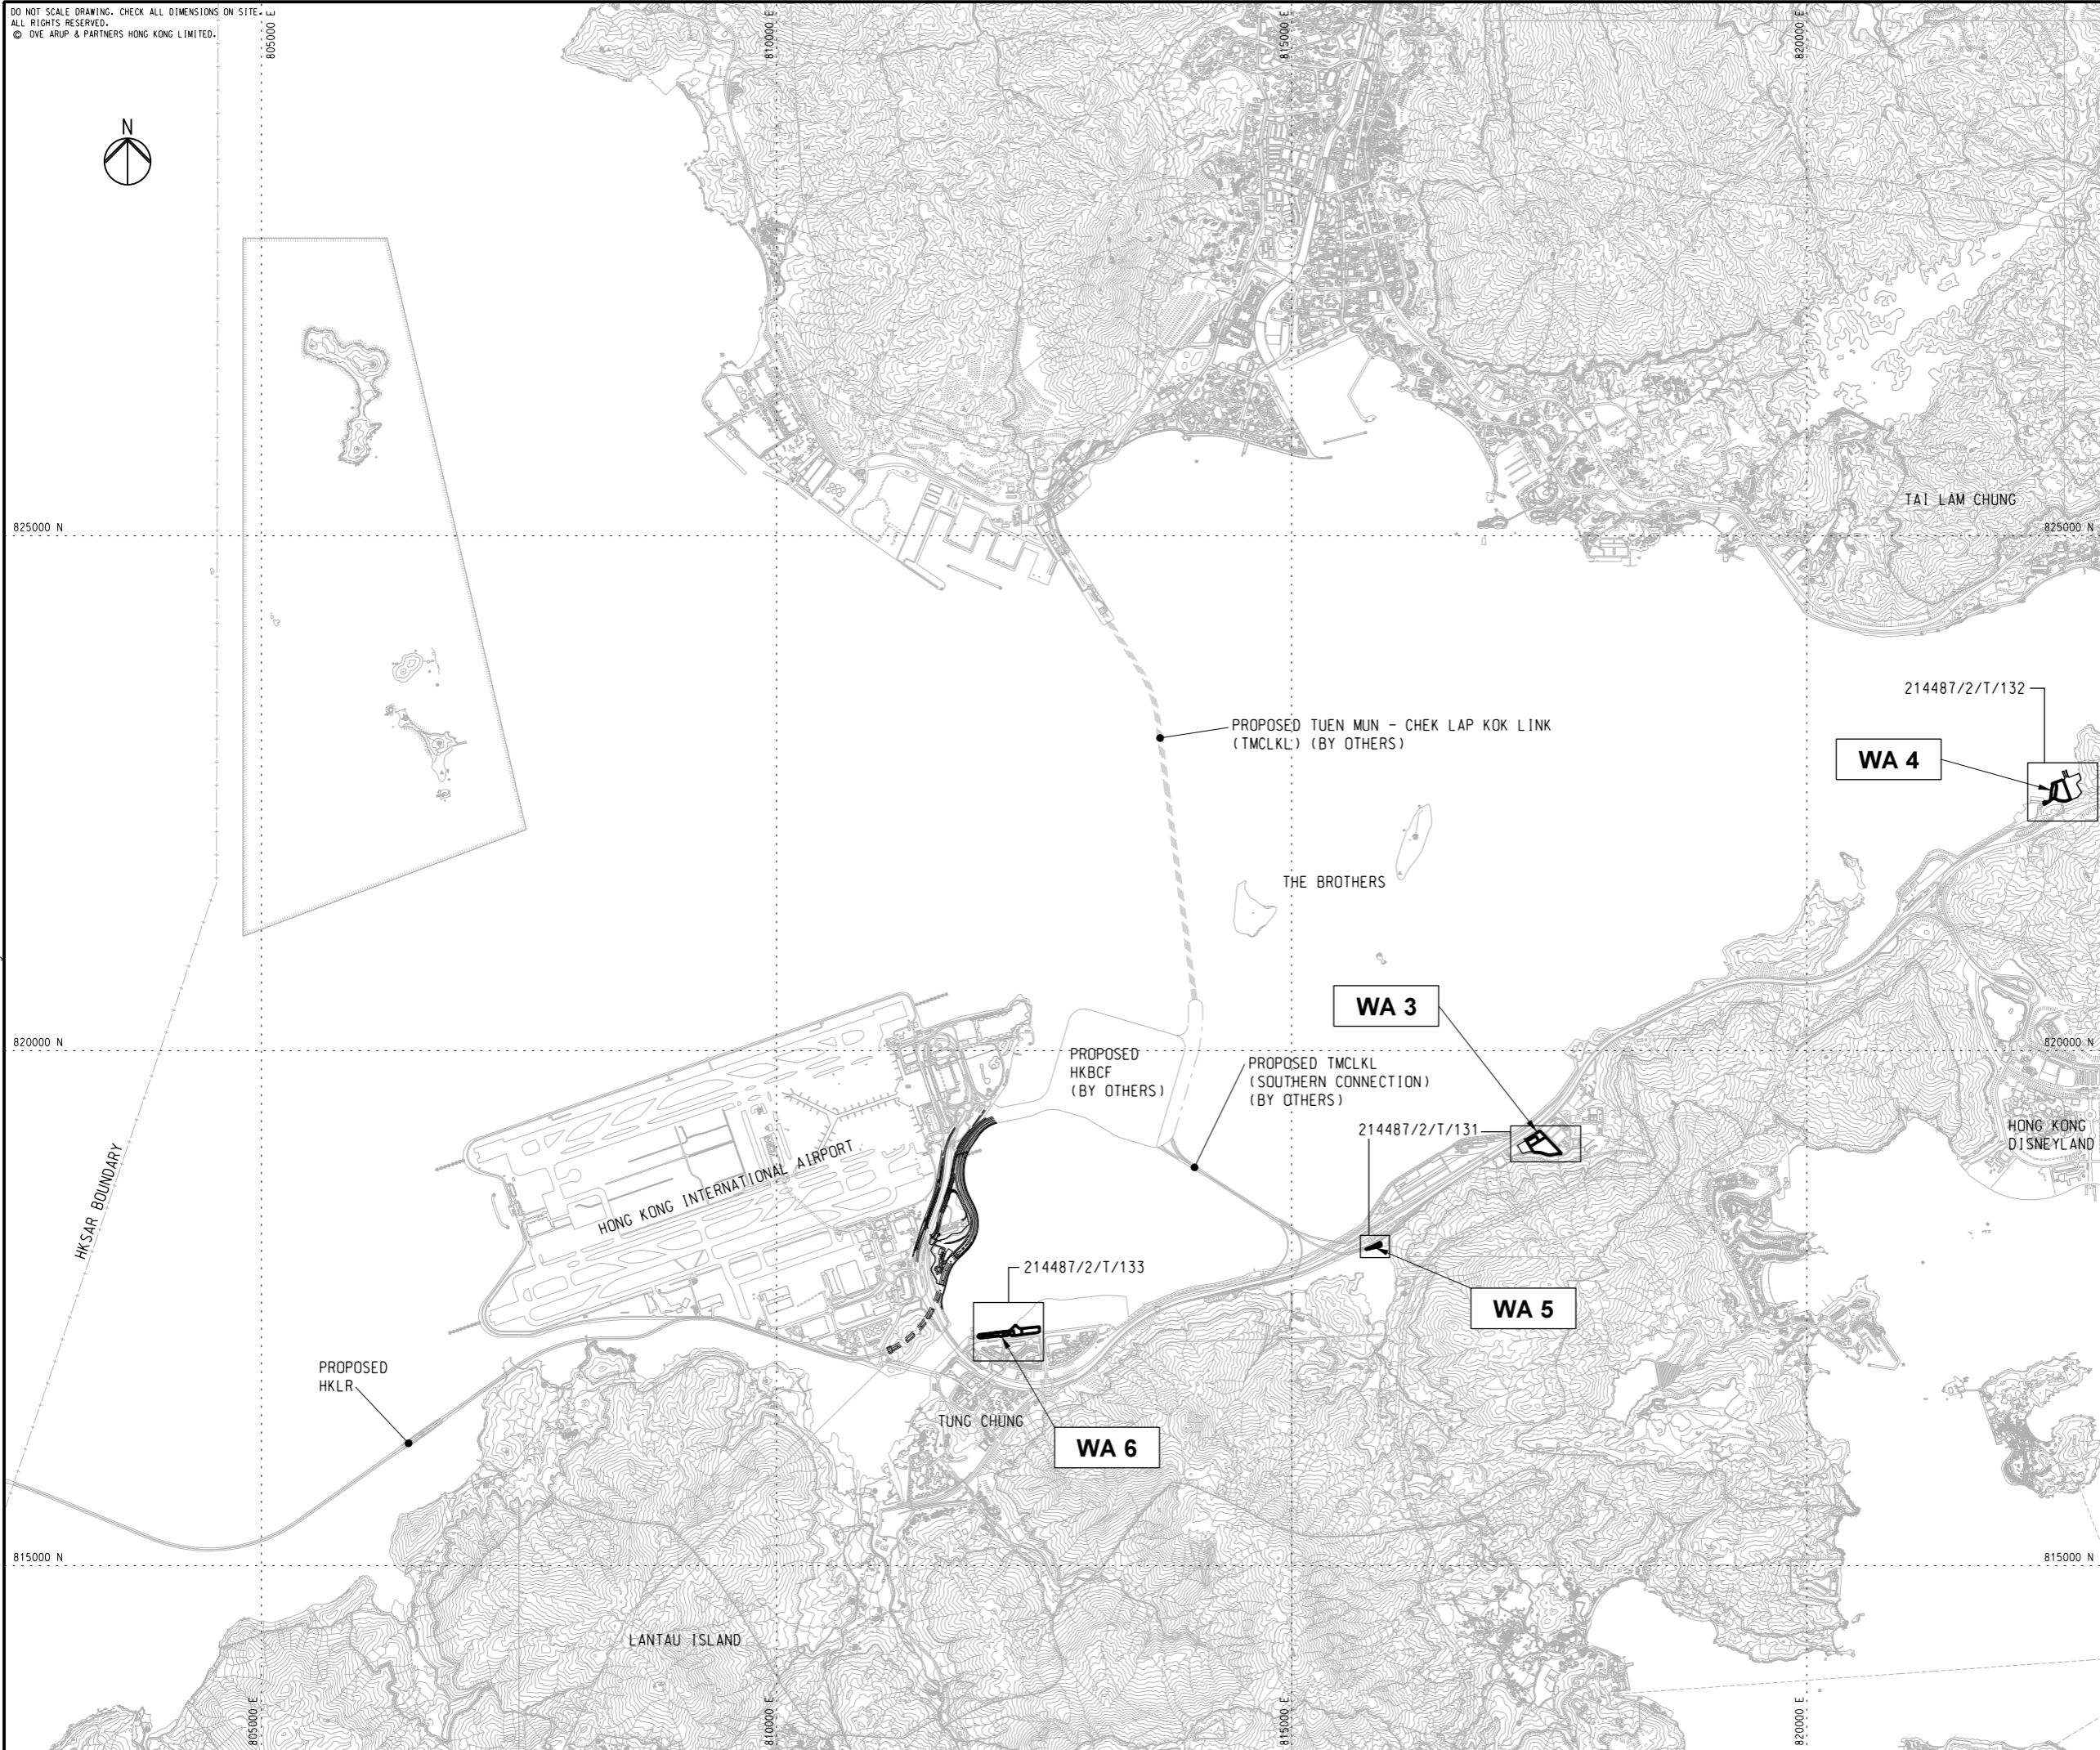 DO NOT SCALE DRAWING. CHECK ALL DIMENSIONS ON SITE.
ALL RIGHTS RESERVED.
© OVE ARUP & PARTNERS HONG KONG LIMITED.
805000 E
810000 E
815000 E
820000 E
N
TAI LAM CHUNG
825000 N
825000 N
214487/2/T/132
PROPOSED TUEN MUN - CHEK LAP KOK LINK
(TMCLKL) (BY OTHERS)
WA 4
THE BROTHERS
WA 3
820000 N
820000 N
PROPOSED
HKBCF
(BY OTHERS)
PROPOSED TMCLKL
(SOUTHERN CONNECTION)
(BY OTHERS)
214487/2/T/131
HONG KONG
DISNEYLAND
HKSAR BOUNDARY
HONG KONG INTERNATIONAL AIRPORT
214487/2/T/133
WA 5
PROPOSED
HKLR
TUNG CHUNG
WA 6
815000 N
815000 N
LANTAU ISLAND
805000 E
810000 E
815000 E
820000 E